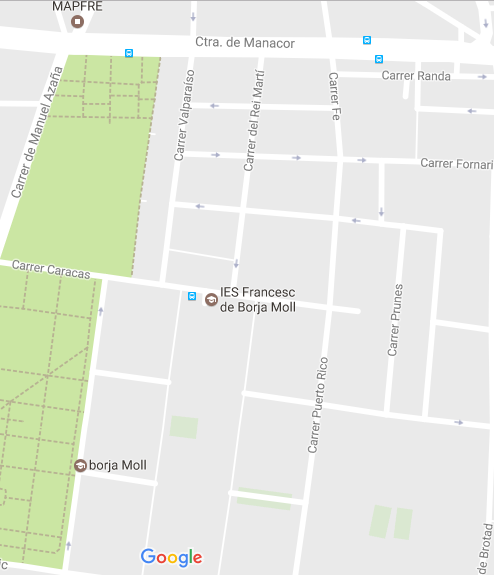 MAPFRE
Ctra. de Manacor
Carrer Randa
Carrer de Manuel Azaña
Carrer Valparaíso
Carrer del Rei Martí
Carrer Fe
Carrer Fornari
Carrer Caracas
IES Francesc
de Borja Moll
Carrer Prunes
Carrer Puerto Rico
borja Moll
de Brotad
Google
ic